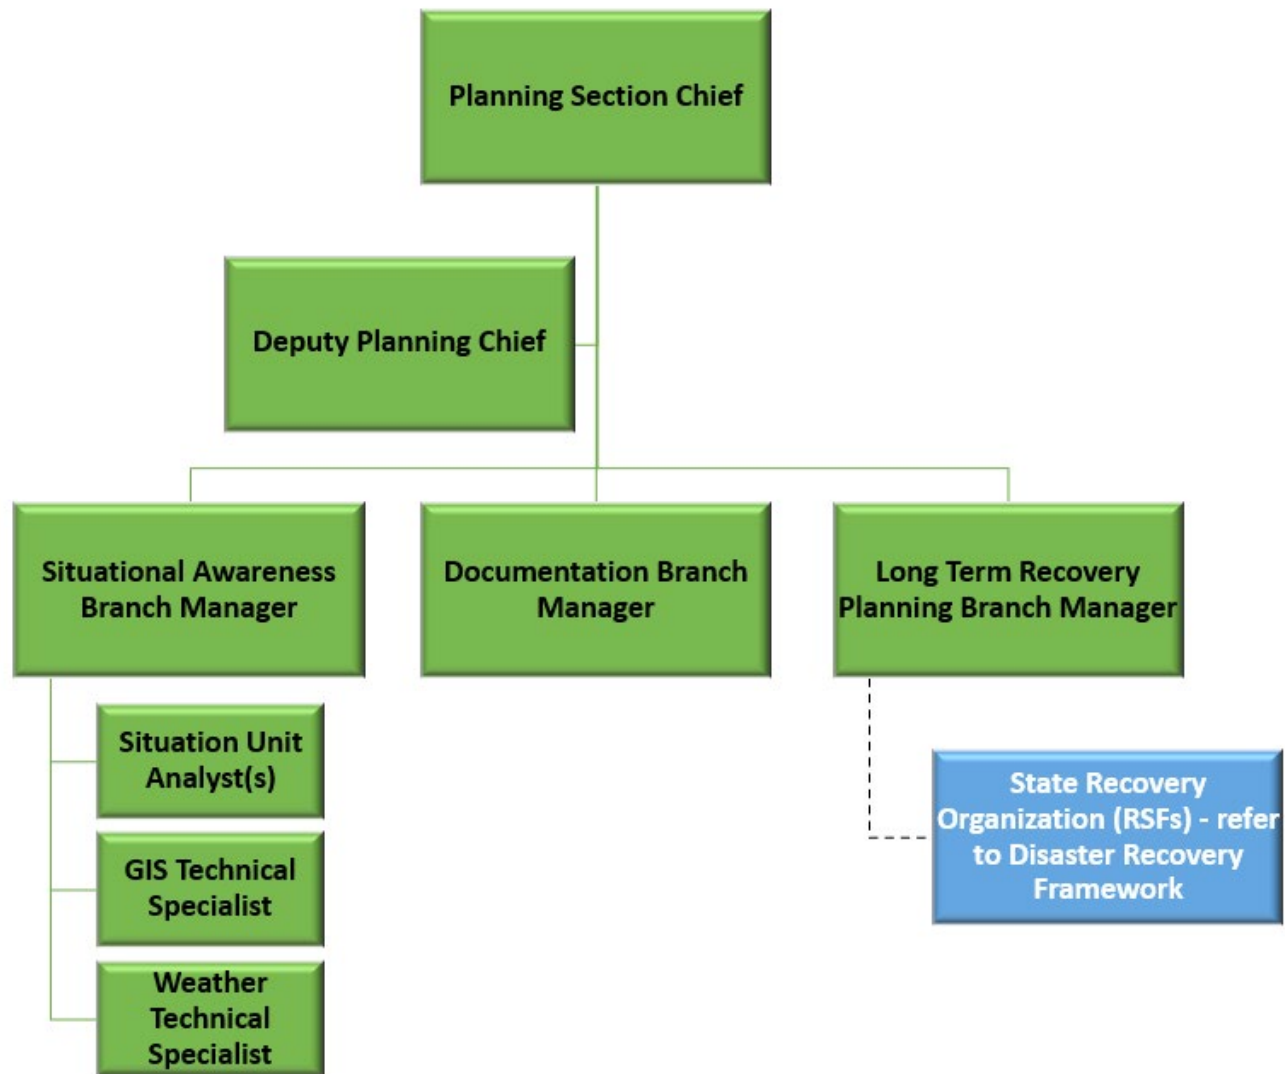 Planning Section Chief
Deputy Planning Chief
Situational Awareness
Branch Manager
Documentation Branch
Manager
Long Term Recovery
Planning Branch Manager
Situation Unit
Analyst(s)
GIS Technical
Specialist
Weather
Technical
Specialist
State Recovery
Organization (RSFs) - refer
to Disaster Recovery
Framework